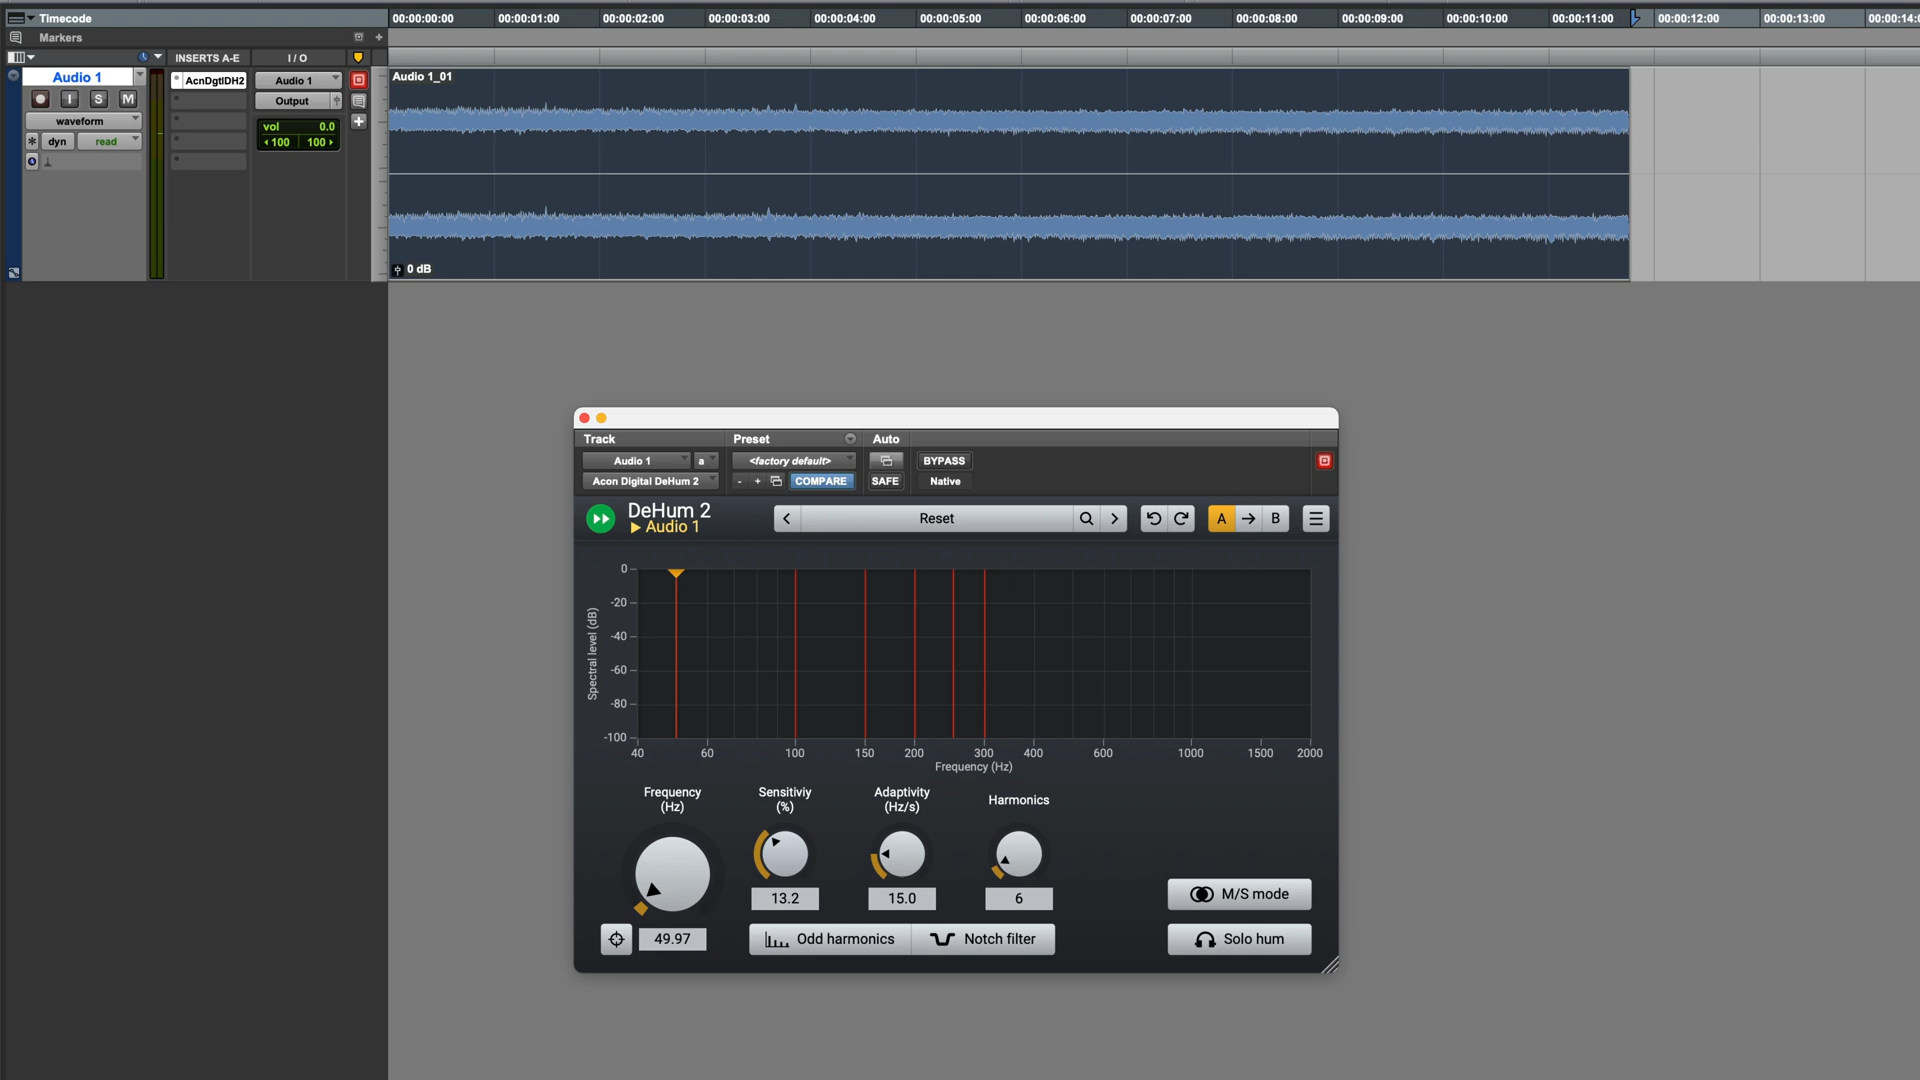 Timecode
00:00:00:00 00:00:01:00 00:00:02:00 00:00:03:00 00:00:04:00 00:00:05:00 00:00:06:00 00:00:07:00 00:00:08:00 00:00:09:00 00:00:10:00 00:00:11:00 00:00:12:00 00:00:13:00 00:00:14:
Markers
INSERTS A-E I / O
Audio 1
AcnDgtlDH2
Audio 1
Audio 1_01
I S M
Output
waveform
vol 0.0
dyn read
100 100
0 dB
Track Preset Auto
Audio 1 a <factory default> BYPASS
Acon Digital DeHum 2 - + COMPARE SAFE Native
DeHum 2
Audio 1
Reset
A B
0
-20
-40
-60
-80
-100
Spectral level (dB)
40 60 100 150 200 300 400 600 1000 1500 2000
Frequency (Hz)
Frequency
(Hz)
Sensitiviy
(%)
Adaptivity
(Hz/s)
Harmonics
13.2 15.0 6
M/S mode
49.97 Odd harmonics Notch filter Solo hum